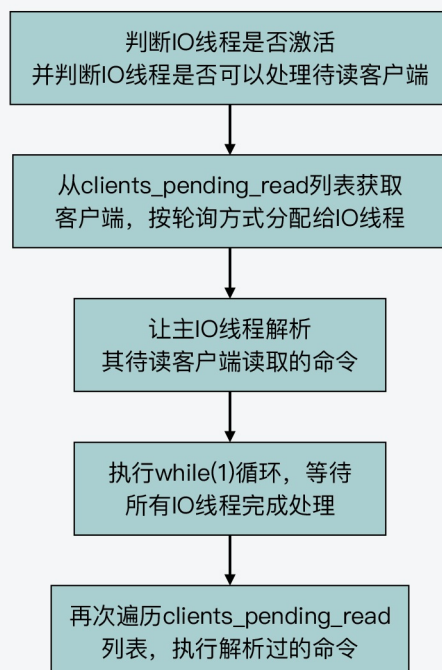 判断IO线程是否激活
并判断IO线程是否可以处理待读客户端
从clients_pending_read列表获取
客户端，按轮询方式分配给IO线程
让主IO线程解析
其待读客户端读取的命令
执行while(1)循环，等待
所有IO线程完成处理
再次遍历clients_pending_read
列表，执行解析过的命令